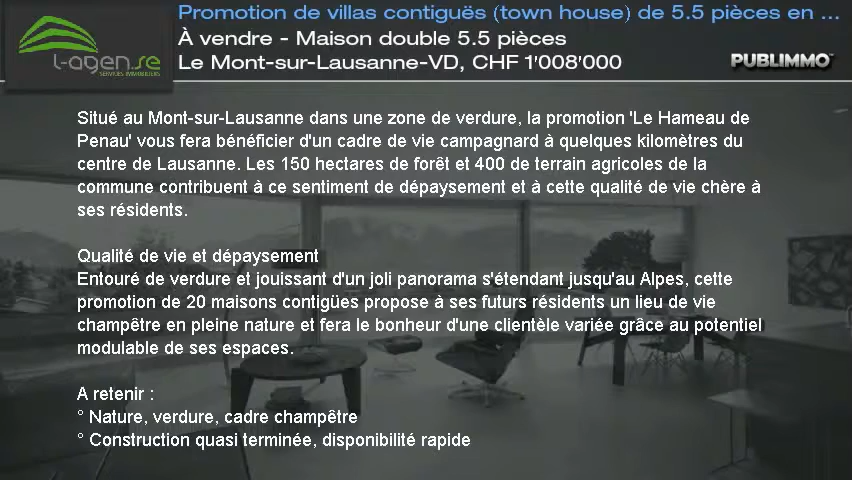 Promotion de villas contiguës (town house) de 5.5 pièces en ...
l-agen.se
SERVICES IMMOBILIERS
À vendre - Maison double 5.5 pièces
Le Mont-sur-Lausanne-VD, CHF 1'008'000
PUBLIMMO
Situé au Mont-sur-Lausanne dans une zone de verdure, la promotion 'Le Hameau de
Penau' vous fera bénéficier d'un cadre de vie campagnard à quelques kilomètres du
centre de Lausanne. Les 150 hectares de forêt et 400 de terrain agricoles de la
commune contribuent à ce sentiment de dépaysement et à cette qualité de vie chère à
ses résidents.
Qualité de vie et dépaysement
Entouré de verdure et jouissant d'un joli panorama s'étendant jusqu'au Alpes, cette
promotion de 20 maisons contigües propose à ses futurs résidents un lieu de vie
champêtre en pleine nature et fera le bonheur d'une clientèle variée grâce au potentiel
modulable de ses espaces.
A retenir :
° Nature, verdure, cadre champêtre
° Construction quasi terminée, disponibilité rapide